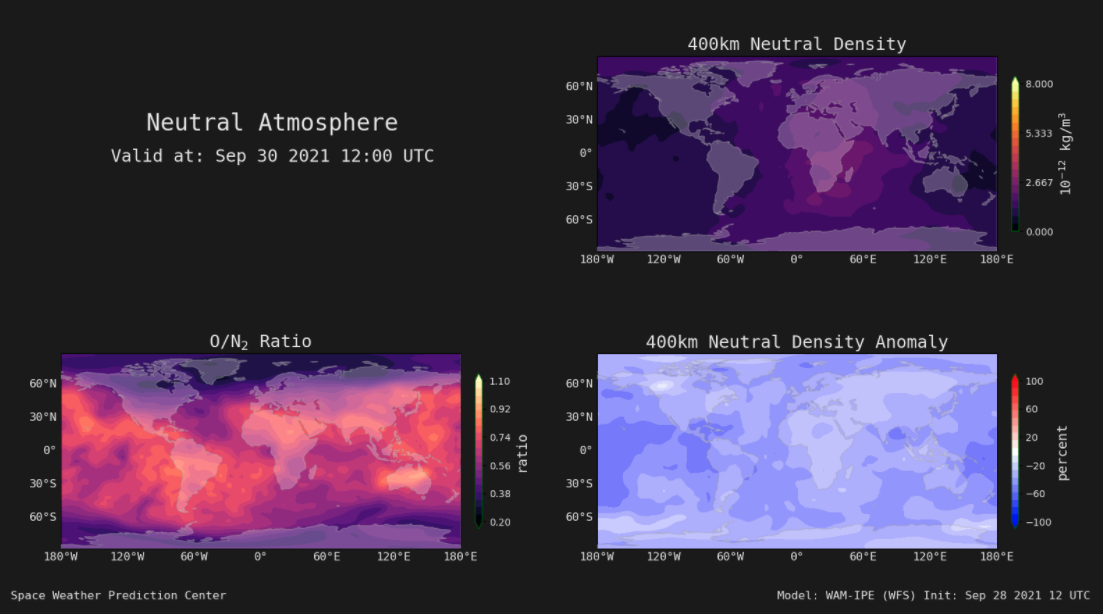 Neutral Atmosphere
Valid at: Sep 30 2021 12:00 UTC
400km Neutral Density
60°N
30°N
0°
30°S
60°S
180°W 120°W 60°W 0° 60°E 120°E 180°E
8.000
5.333
2.667
0.000
10⁻¹² kg/m³
O/N₂ Ratio
60°N
30°N
0°
30°S
60°S
180°W 120°W 60°W 0° 60°E 120°E 180°E
1.10
0.92
0.74
0.56
0.38
0.20
ratio
400km Neutral Density Anomaly
60°N
30°N
0°
30°S
60°S
180°W 120°W 60°W 0° 60°E 120°E 180°E
100
60
20
−20
−60
−100
percent
Space Weather Prediction Center
Model: WAM-IPE (WFS) Init: Sep 28 2021 12 UTC